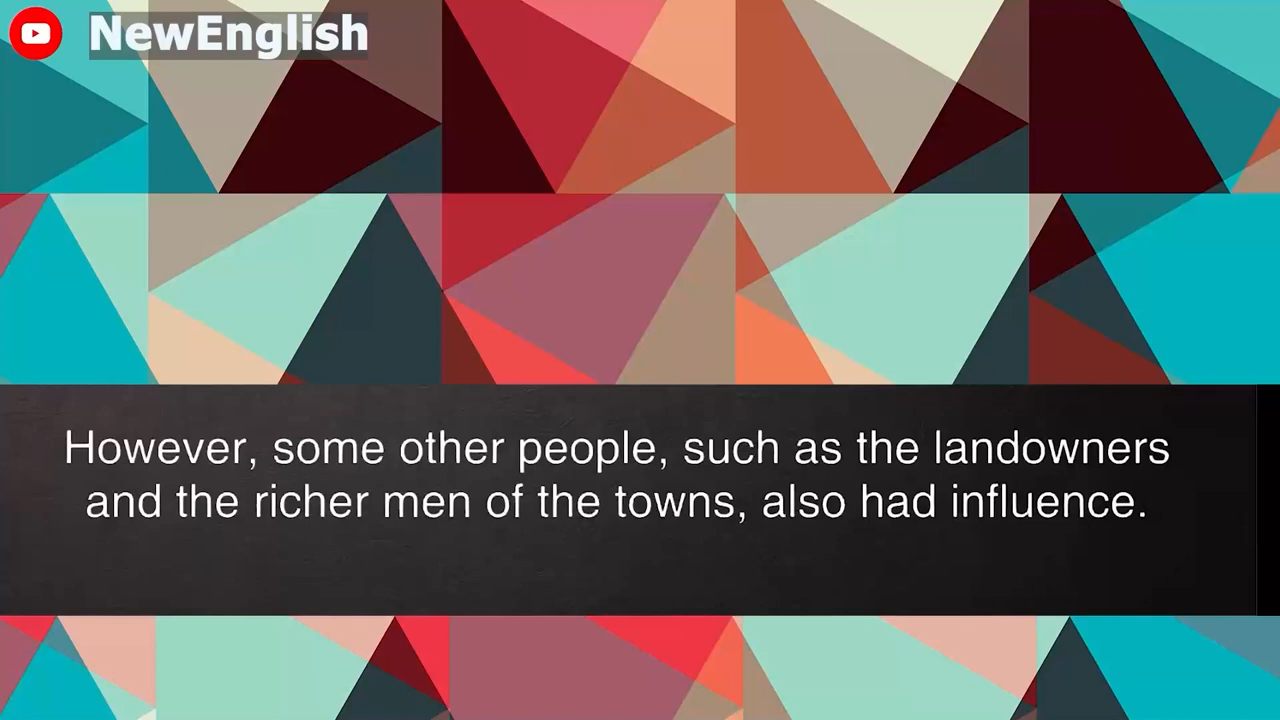 NewEnglish
However, some other people, such as the landowners
and the richer men of the towns, also had influence.